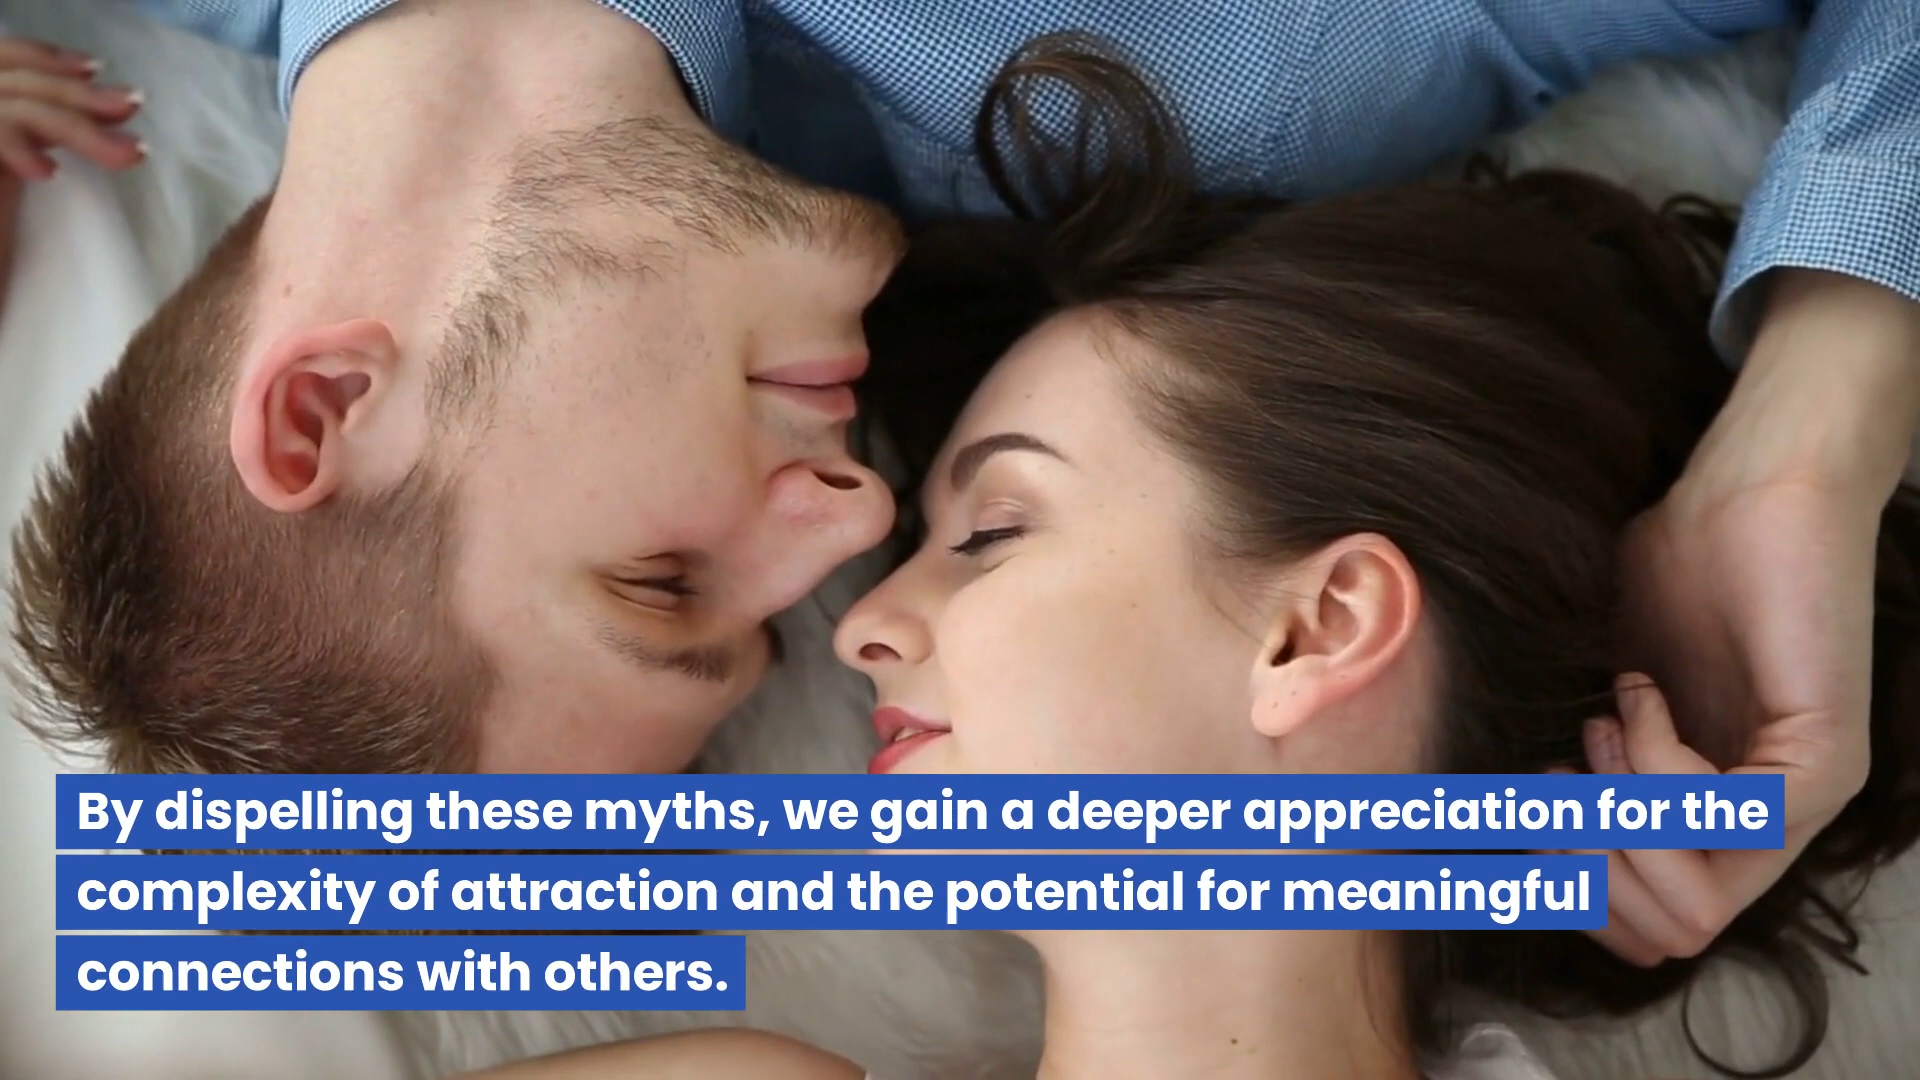 By dispelling these myths, we gain a deeper appreciation for the
complexity of attraction and the potential for meaningful
connections with others.